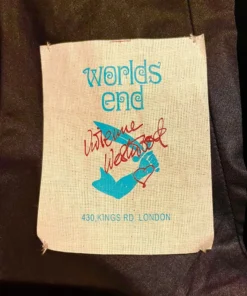 worlds
end
Vivienne
Westwood
430, KINGS RD, LONDON